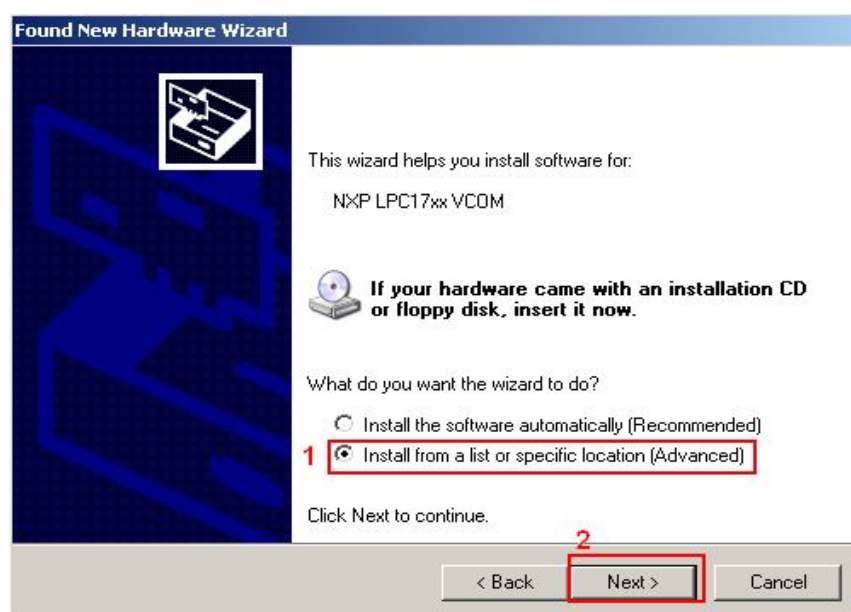 Found New Hardware Wizard
This wizard helps you install software for:
NXP LPC17xx VCOM
If your hardware came with an installation CD
or floppy disk, insert it now.
What do you want the wizard to do?
Install the software automatically (Recommended)
1 Install from a list or specific location (Advanced)
Click Next to continue.
2
< Back Next > Cancel